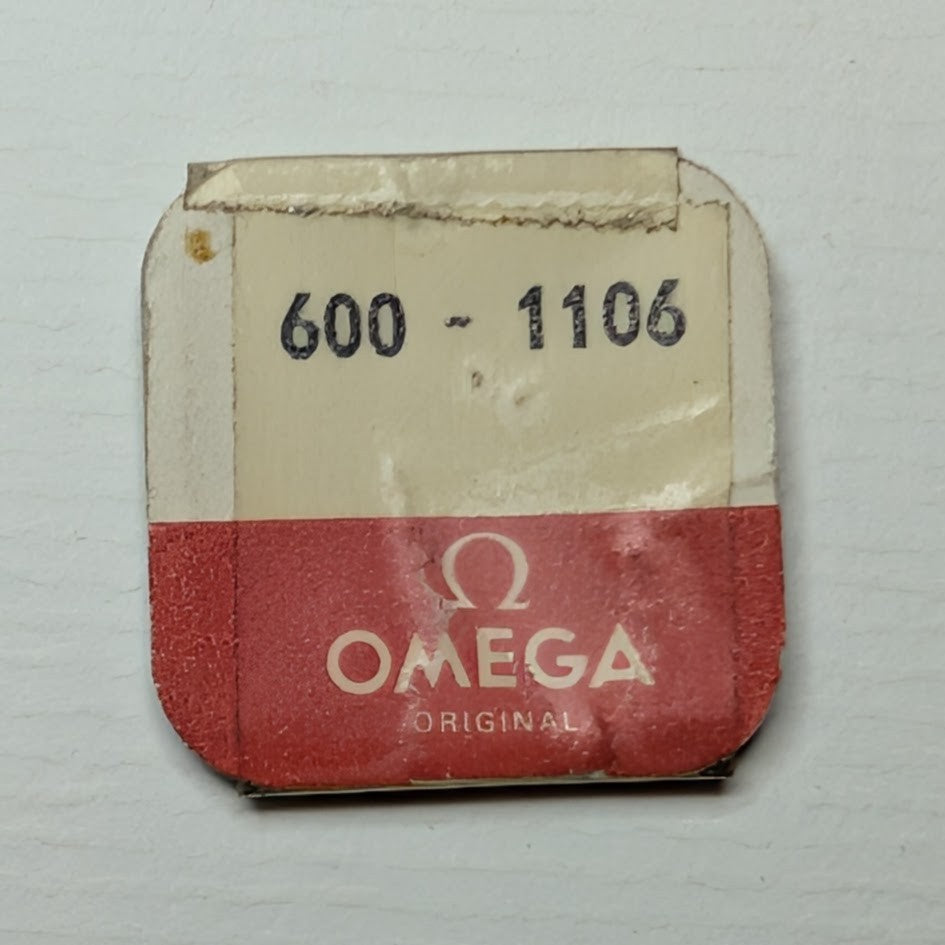 600 - 1106
Ω
OMEGA
ORIGINAL